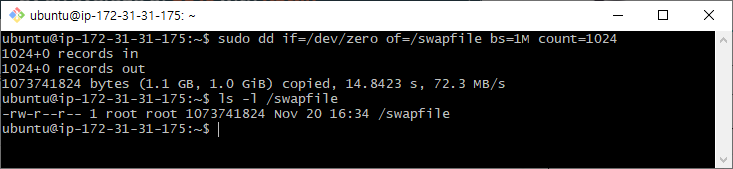 ubuntu@ip-172-31-31-175: ~
ubuntu@ip-172-31-31-175:~$ sudo dd if=/dev/zero of=/swapfile bs=1M count=1024
1024+0 records in
1024+0 records out
1073741824 bytes (1.1 GB, 1.0 GiB) copied, 14.8423 s, 72.3 MB/s
ubuntu@ip-172-31-31-175:~$ ls -l /swapfile
-rw-r--r-- 1 root root 1073741824 Nov 20 16:34 /swapfile
ubuntu@ip-172-31-31-175:~$